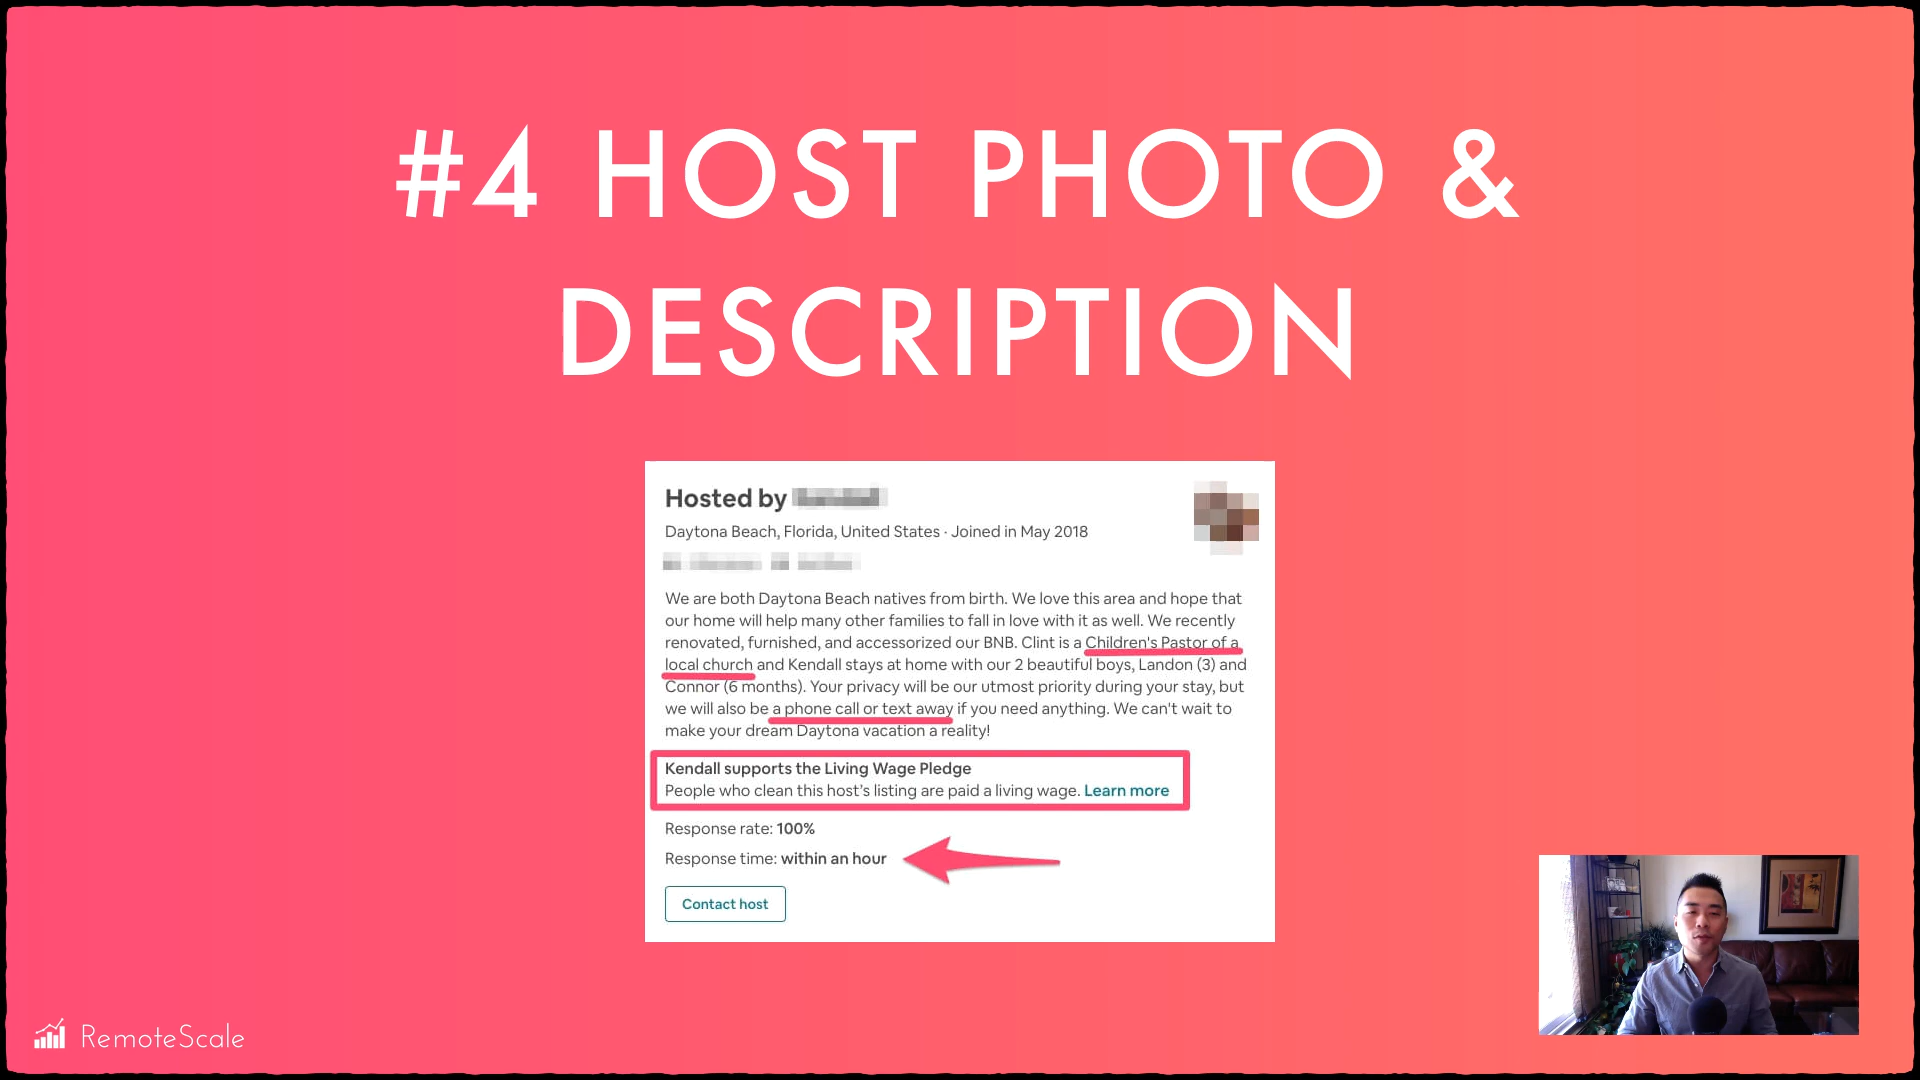 #4 HOST PHOTO &
DESCRIPTION
Hosted by
Daytona Beach, Florida, United States · Joined in May 2018
We are both Daytona Beach natives from birth. We love this area and hope that
our home will help many other families to fall in love with it as well. We recently
renovated, furnished, and accessorized our BNB. Clint is a Children's Pastor of a
local church and Kendall stays at home with our 2 beautiful boys, Landon (3) and
Connor (6 months). Your privacy will be our utmost priority during your stay, but
we will also be a phone call or text away if you need anything. We can't wait to
make your dream Daytona vacation a reality!
Kendall supports the Living Wage Pledge
People who clean this host's listing are paid a living wage. Learn more
Response rate: 100%
Response time: within an hour
Contact host
RemoteScale